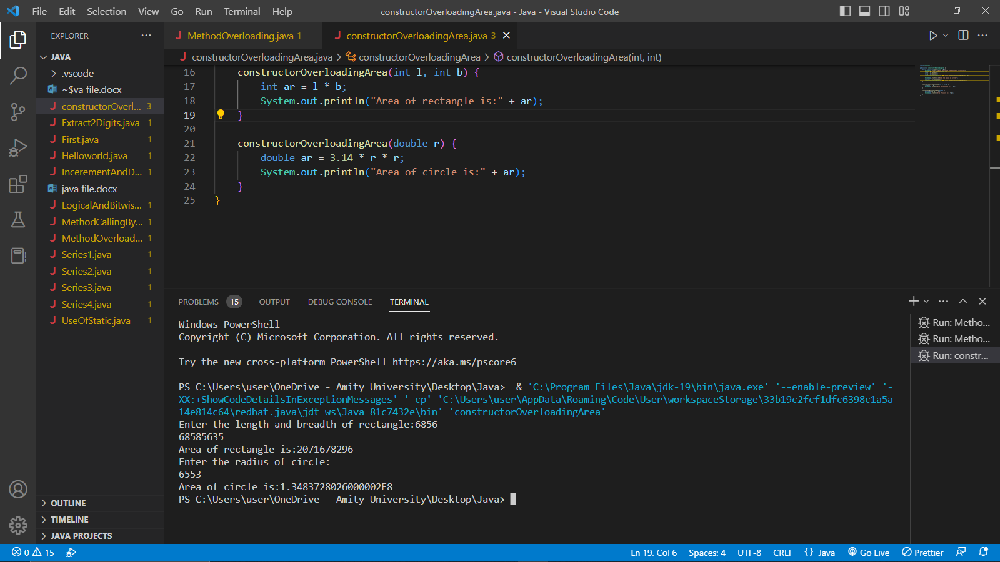 File Edit Selection View Go Run Terminal Help
constructorOverloadingArea.java - Java - Visual Studio Code
EXPLORER
JAVA
.vscode
~$va file.docx
constructorOverl... 3
Extract2Digits.java 1
First.java 1
Helloworld.java 1
IncerementAndD... 1
java file.docx
LogicalAndBitwis... 1
MethodCallingBy... 1
MethodOverload... 1
Series1.java 1
Series2.java 1
Series3.java 1
Series4.java 1
UseOfStatic.java 1
OUTLINE
TIMELINE
JAVA PROJECTS
MethodOverloading.java 1
constructorOverloadingArea.java 3
constructorOverloadingArea.java > constructorOverloadingArea > constructorOverloadingArea(int, int)
16 constructorOverloadingArea(int l, int b) {
17 int ar = l * b;
18 System.out.println("Area of rectangle is:" + ar);
19 }
20
21 constructorOverloadingArea(double r) {
22 double ar = 3.14 * r * r;
23 System.out.println("Area of circle is:" + ar);
24 }
25 }
PROBLEMS 15 OUTPUT DEBUG CONSOLE TERMINAL
Windows PowerShell
Copyright (C) Microsoft Corporation. All rights reserved.
Try the new cross-platform PowerShell https://aka.ms/pscore6
PS C:\Users\user\OneDrive - Amity University\Desktop\Java>  & 'C:\Program Files\Java\jdk-19\bin\java.exe' '--enable-preview' '-
XX:+ShowCodeDetailsInExceptionMessages' '-cp' 'C:\Users\user\AppData\Roaming\Code\User\workspaceStorage\33b19c2fcf1dfc6398c1a5a
14e814c64\redhat.java\jdt_ws\Java_81c7432e\bin' 'constructorOverloadingArea'
Enter the length and breadth of rectangle:6856
68585635
Area of rectangle is:2071678296
Enter the radius of circle:
6553
Area of circle is:1.3483728026000002E8
PS C:\Users\user\OneDrive - Amity University\Desktop\Java>
Run: Metho...
Run: Metho...
Run: constr...
0 15
Ln 19, Col 6 Spaces: 4 UTF-8 CRLF {} Java Go Live Prettier